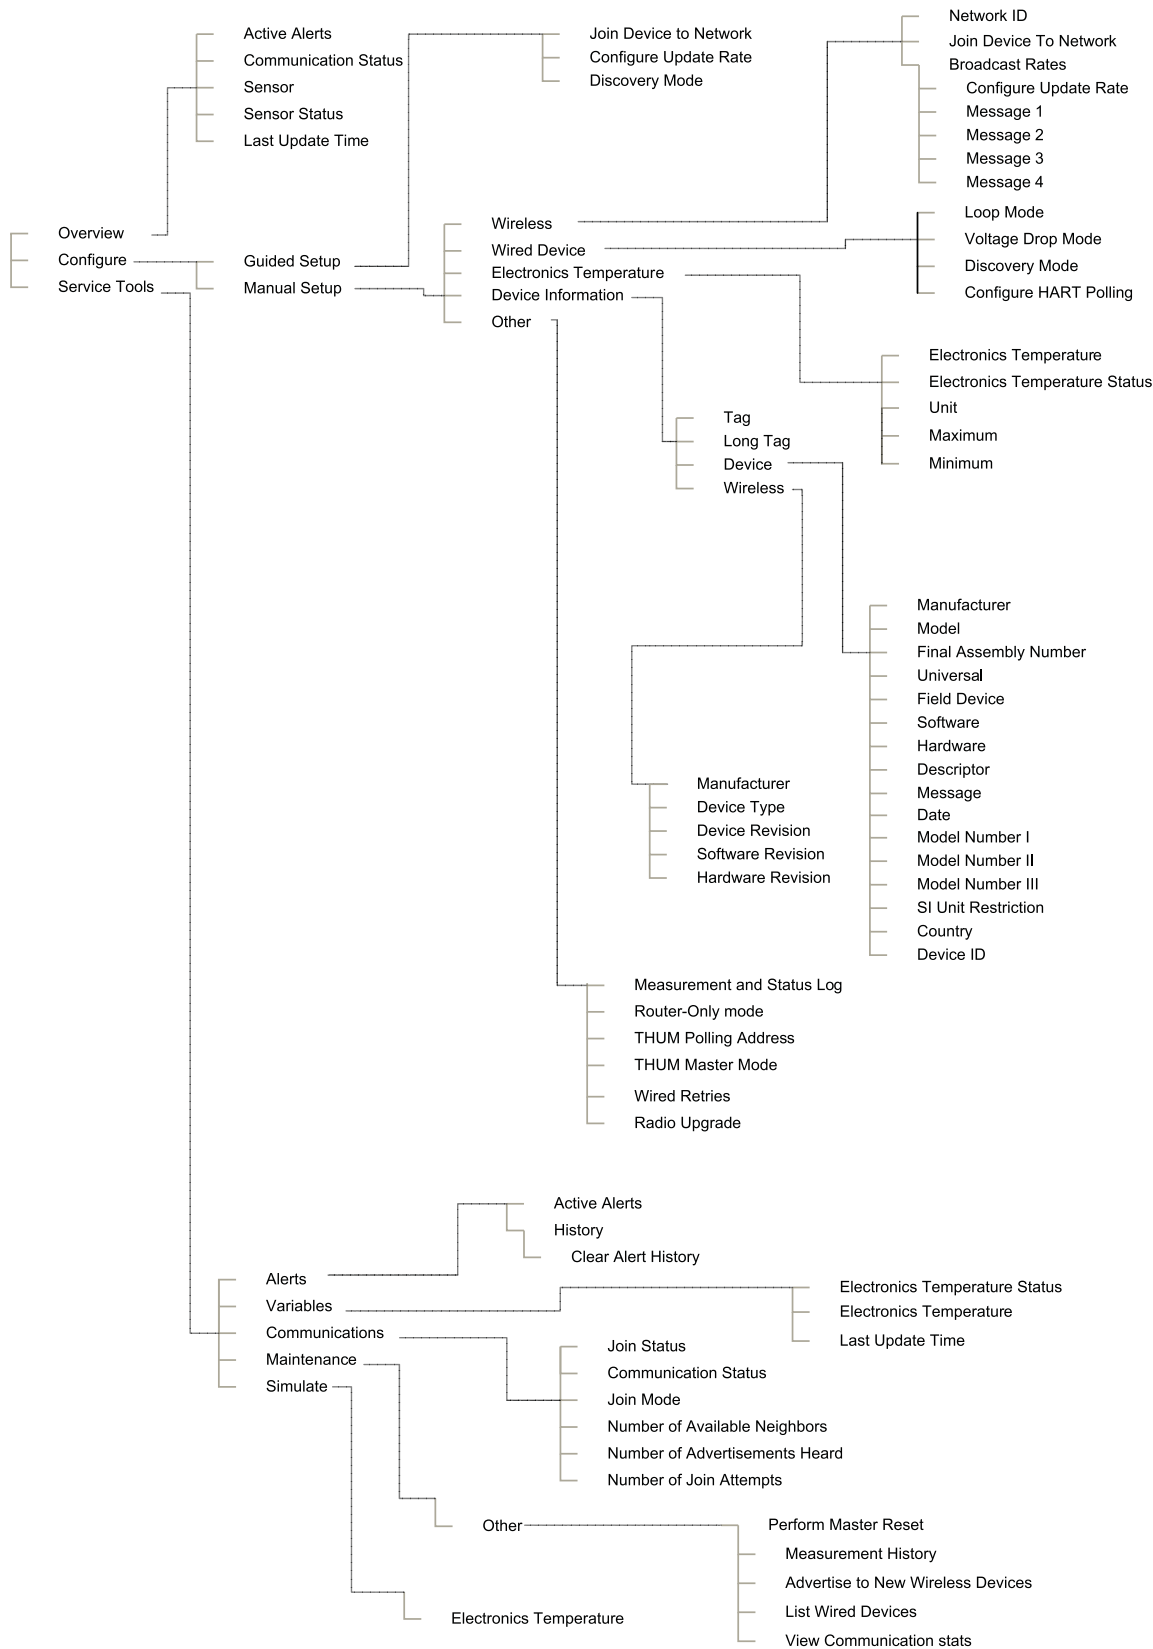 Overview
Configure
Service Tools
Active Alerts
Communication Status
Sensor
Sensor Status
Last Update Time
Guided Setup
Manual Setup
Join Device to Network
Configure Update Rate
Discovery Mode
Wireless
Wired Device
Electronics Temperature
Device Information
Other
Network ID
Join Device To Network
Broadcast Rates
Configure Update Rate
Message 1
Message 2
Message 3
Message 4
Loop Mode
Voltage Drop Mode
Discovery Mode
Configure HART Polling
Electronics Temperature
Electronics Temperature Status
Unit
Maximum
Minimum
Tag
Long Tag
Device
Wireless
Manufacturer
Model
Final Assembly Number
Universal
Field Device
Software
Hardware
Descriptor
Message
Date
Model Number I
Model Number II
Model Number III
SI Unit Restriction
Country
Device ID
Manufacturer
Device Type
Device Revision
Software Revision
Hardware Revision
Measurement and Status Log
Router-Only mode
THUM Polling Address
THUM Master Mode
Wired Retries
Radio Upgrade
Alerts
Variables
Communications
Maintenance
Simulate
Active Alerts
History
Clear Alert History
Electronics Temperature Status
Electronics Temperature
Last Update Time
Join Status
Communication Status
Join Mode
Number of Available Neighbors
Number of Advertisements Heard
Number of Join Attempts
Other
Perform Master Reset
Measurement History
Advertise to New Wireless Devices
List Wired Devices
View Communication stats
Electronics Temperature